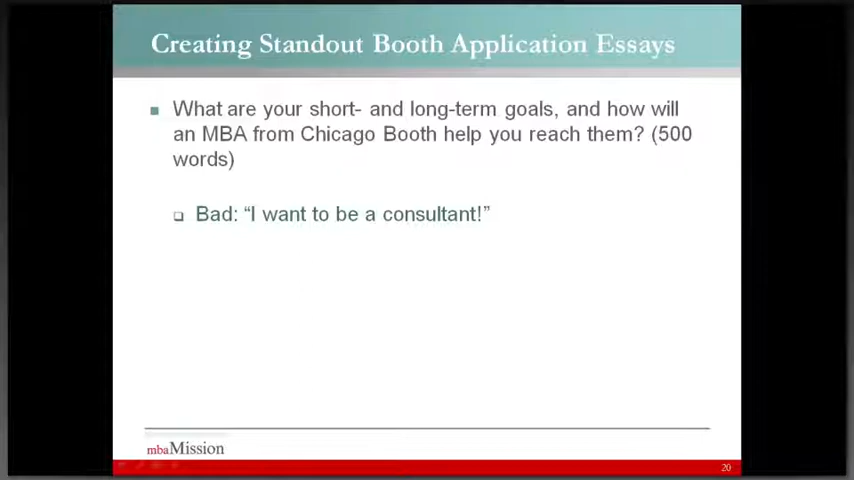 Creating Standout Booth Application Essays
What are your short- and long-term goals, and how will
an MBA from Chicago Booth help you reach them? (500
words)
Bad: “I want to be a consultant!”
mbaMission
20